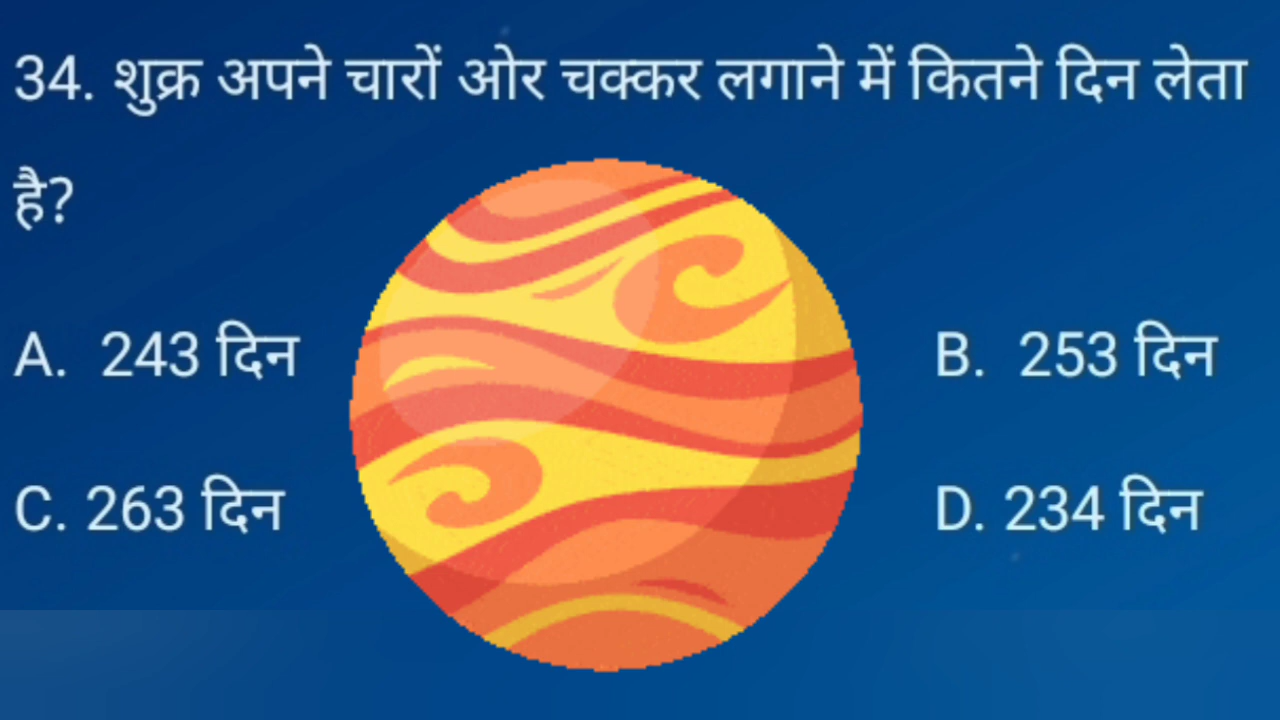 34. शुक्र अपने चारों ओर चक्कर लगाने में कितने दिन लेता
है?
A. 243 दिन
B. 253 दिन
C. 263 दिन
D. 234 दिन